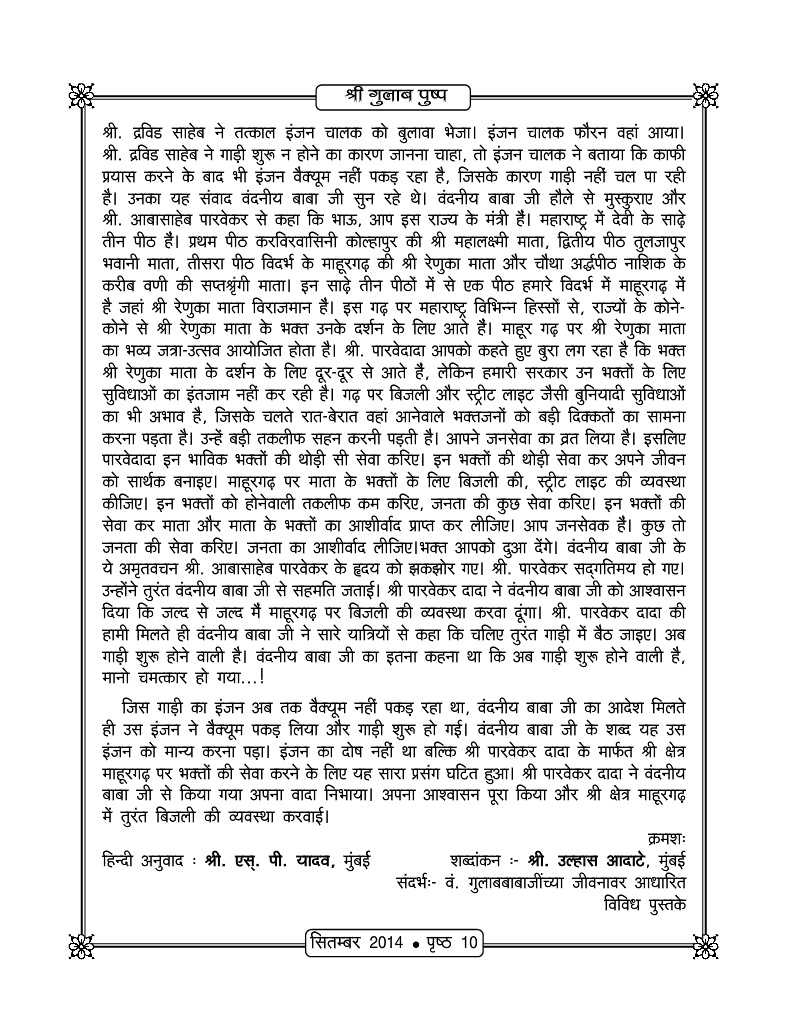 श्री गुलाब पुष्प
श्री. द्रविड साहेब ने तत्काल इंजन चालक को बुलावा भेजा। इंजन चालक फौरन वहां आया।
श्री. द्रविड साहेब ने गाड़ी शुरू न होने का कारण जानना चाहा, तो इंजन चालक ने बताया कि काफी
प्रयास करने के बाद भी इंजन वैक्यूम नहीं पकड़ रहा है, जिसके कारण गाड़ी नहीं चल पा रही
है। उनका यह संवाद वंदनीय बाबा जी सुन रहे थे। वंदनीय बाबा जी हौले से मुस्कुराए और
श्री. आबासाहेब पारवेकर से कहा कि भाऊ, आप इस राज्य के मंत्री है। महाराष्ट्र में देवी के साढ़े
तीन पीठ है। प्रथम पीठ करविरवासिनी कोल्हापुर की श्री महालक्ष्मी माता, द्वितीय पीठ तुलजापुर
भवानी माता, तीसरा पीठ विदर्भ के माहूरगढ़ की श्री रेणुका माता और चौथा अर्द्धपीठ नाशिक के
करीब वणी की सप्तश्रृंगी माता। इन साढ़े तीन पीठों में से एक पीठ हमारे विदर्भ में माहूरगढ़ में
है जहां श्री रेणुका माता विराजमान है। इस गढ़ पर महाराष्ट्र विभिन्न हिस्सों से, राज्यों के कोने-
कोने से श्री रेणुका माता के भक्त उनके दर्शन के लिए आते है। माहूर गढ़ पर श्री रेणुका माता
का भव्य जत्रा-उत्सव आयोजित होता है। श्री. पारवेदादा आपको कहते हुए बुरा लग रहा है कि भक्त
श्री रेणुका माता के दर्शन के लिए दूर-दूर से आते है, लेकिन हमारी सरकार उन भक्तों के लिए
सुविधाओं का इंतजाम नहीं कर रही है। गढ़ पर बिजली और स्ट्रीट लाइट जैसी बुनियादी सुविधाओं
का भी अभाव है, जिसके चलते रात-बेरात वहां आनेवाले भक्तजनों को बड़ी दिक्कतों का सामना
करना पड़ता है। उन्हें बड़ी तकलीफ सहन करनी पड़ती है। आपने जनसेवा का व्रत लिया है। इसलिए
पारवेदादा इन भाविक भक्तों की थोड़ी सी सेवा करिए। इन भक्तों की थोड़ी सेवा कर अपने जीवन
को सार्थक बनाइए। माहूरगढ़ पर माता के भक्तों के लिए बिजली की, स्ट्रीट लाइट की व्यवस्था
कीजिए। इन भक्तों को होनेवाली तकलीफ कम करिए, जनता की कुछ सेवा करिए। इन भक्तों की
सेवा कर माता और माता के भक्तों का आशीर्वाद प्राप्त कर लीजिए। आप जनसेवक है। कुछ तो
जनता की सेवा करिए। जनता का आशीर्वाद लीजिए।भक्त आपको दुआ देंगे। वंदनीय बाबा जी के
ये अमृतवचन श्री. आबासाहेब पारवेकर के हृदय को झकझोर गए। श्री. पारवेकर सद्‌गतिमय हो गए।
उन्होंने तुरंत वंदनीय बाबा जी से सहमति जताई। श्री पारवेकर दादा ने वंदनीय बाबा जी को आश्वासन
दिया कि जल्द से जल्द मैं माहूरगढ़ पर बिजली की व्यवस्था करवा दूंगा। श्री. पारवेकर दादा की
हामी मिलते ही वंदनीय बाबा जी ने सारे यात्रियों से कहा कि चलिए तुरंत गाड़ी में बैठ जाइए। अब
गाड़ी शुरू होने वाली है। वंदनीय बाबा जी का इतना कहना था कि अब गाड़ी शुरू होने वाली है,
मानो चमत्कार हो गया...!
जिस गाड़ी का इंजन अब तक वैक्यूम नहीं पकड़ रहा था, वंदनीय बाबा जी का आदेश मिलते
ही उस इंजन ने वैक्यूम पकड़ लिया और गाड़ी शुरू हो गई। वंदनीय बाबा जी के शब्द यह उस
इंजन को मान्य करना पड़ा। इंजन का दोष नहीं था बल्कि श्री पारवेकर दादा के मार्फत श्री क्षेत्र
माहूरगढ़ पर भक्तों की सेवा करने के लिए यह सारा प्रसंग घटित हुआ। श्री पारवेकर दादा ने वंदनीय
बाबा जी से किया गया अपना वादा निभाया। अपना आश्वासन पूरा किया और श्री क्षेत्र माहूरगढ़
में तुरंत बिजली की व्यवस्था करवाई।
क्रमशः
हिन्दी अनुवाद : श्री. एस्. पी. यादव, मुंबई शब्दांकन :- श्री. उल्हास आदाटे, मुंबई
संदर्भः- वं. गुलाबबाबाजींच्या जीवनावर आधारित
विविध पुस्तके
सितम्बर 2014 ● पृष्ठ 10